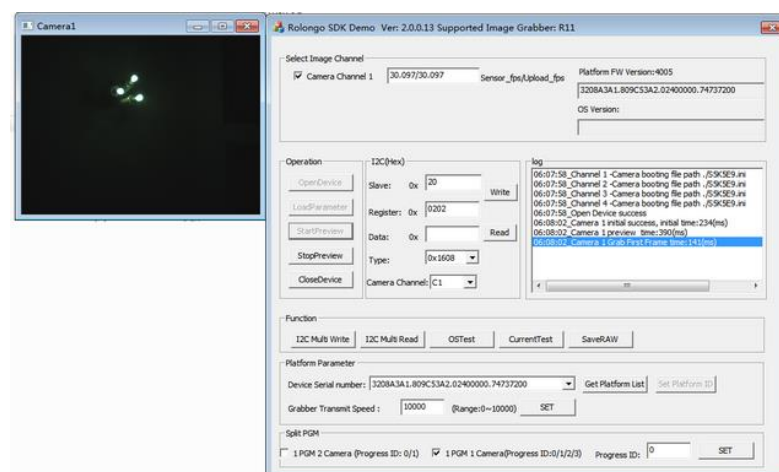 Camera1
Rolongo SDK Demo Ver: 2.0.0.13 Supported Image Grabber: R11
Select Image Channel
Camera Channel 1
30.097/30.097
Sensor_fps/Upload_fps
Platform FW Version:4005
3208A3A1.809C53A2.02400000.74737200
OS Version:
Operation
OpenDevice
LoadParameter
StartPreview
StopPreview
CloseDevice
I2C(Hex)
Slave: 0x 20
Write
Register: 0x 0202
Data: 0x
Read
Type: 0x1608
Camera Channel: C1
log
06:07:58_Channel 1 -Camera booting file path ./S5K5E9.ini
06:07:58_Channel 2 -Camera booting file path ./S5K5E9.ini
06:07:58_Channel 3 -Camera booting file path ./S5K5E9.ini
06:07:58_Channel 4 -Camera booting file path ./S5K5E9.ini
06:07:58_Open Device success
06:08:02_Camera 1 initial success, initial time:234(ms)
06:08:02_Camera 1 preview time:390(ms)
06:08:02_Camera 1 Grab First Frame time:141(ms)
Function
I2C Multi Write
I2C Multi Read
OSTest
CurrentTest
SaveRAW
Platform Parameter
Device Serial number: 3208A3A1.809C53A2.02400000.74737200
Get Platform List
Set Platform ID
Grabber Transmit Speed : 10000 (Range:0~10000) SET
Split PGM
1 PGM 2 Camera (Progress ID: 0/1)
1 PGM 1 Camera(Progress ID:0/1/2/3)
Progress ID: 0
SET